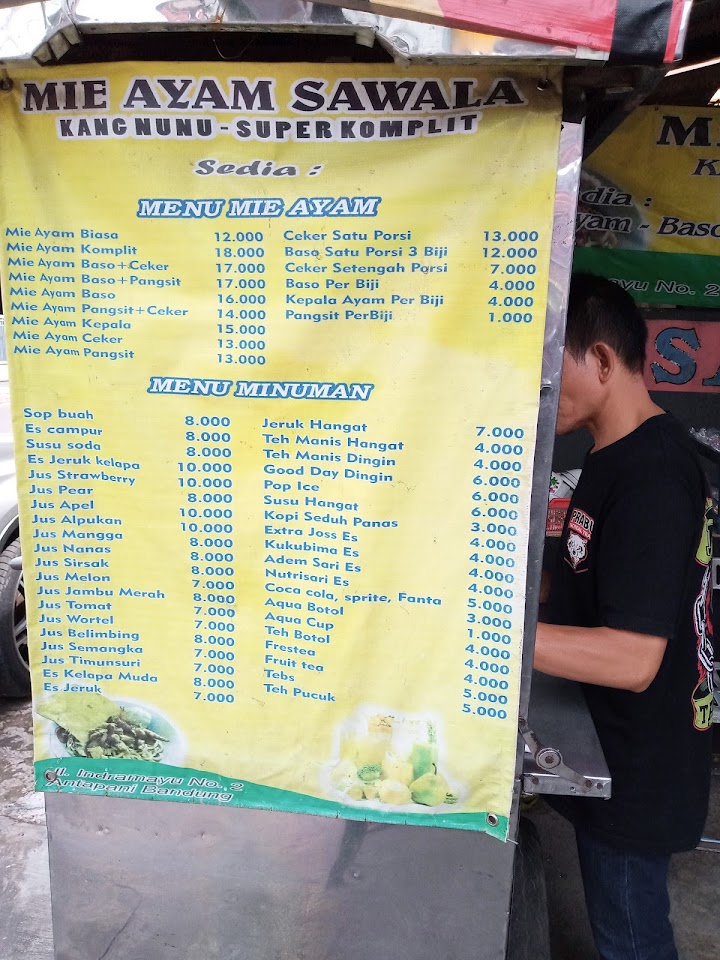 MIE AYAM SAWALA
KANG NUNU - SUPER KOMPLIT
Sedia :
MENU MIE AYAM
Mie Ayam Biasa 12.000
Mie Ayam Komplit 18.000
Mie Ayam Baso+Ceker 17.000
Mie Ayam Baso+Pangsit 17.000
Mie Ayam Baso 16.000
Mie Ayam Pangsit+Ceker 14.000
Mie Ayam Kepala 15.000
Mie Ayam Ceker 13.000
Mie Ayam Pangsit 13.000
Ceker Satu Porsi 13.000
Baso Satu Porsi 3 Biji 12.000
Ceker Setengah Porsi 7.000
Baso Per Biji 4.000
Kepala Ayam Per Biji 4.000
Pangsit PerBiji 1.000
MENU MINUMAN
Sop buah 8.000
Es campur 8.000
Susu soda 8.000
Es Jeruk kelapa 10.000
Jus Strawberry 10.000
Jus Pear 8.000
Jus Apel 10.000
Jus Alpukan 10.000
Jus Mangga 8.000
Jus Nanas 8.000
Jus Sirsak 8.000
Jus Melon 7.000
Jus Jambu Merah 8.000
Jus Tomat 7.000
Jus Wortel 7.000
Jus Belimbing 8.000
Jus Semangka 7.000
Jus Timunsuri 7.000
Es Kelapa Muda 8.000
Es Jeruk 7.000
Jeruk Hangat 7.000
Teh Manis Hangat 4.000
Teh Manis Dingin 4.000
Good Day Dingin 6.000
Pop Ice 6.000
Susu Hangat 6.000
Kopi Seduh Panas 3.000
Extra Joss Es 4.000
Kukubima Es 4.000
Adem Sari Es 4.000
Nutrisari Es 4.000
Coca cola, sprite, Fanta 5.000
Aqua Botol 3.000
Aqua Cup 1.000
Teh Botol 4.000
Frestea 4.000
Fruit tea 4.000
Tebs 5.000
Teh Pucuk 5.000
Jl. Indramayu No. 2
Antapani Bandung
dia :
yam - Baso
yu No. 2